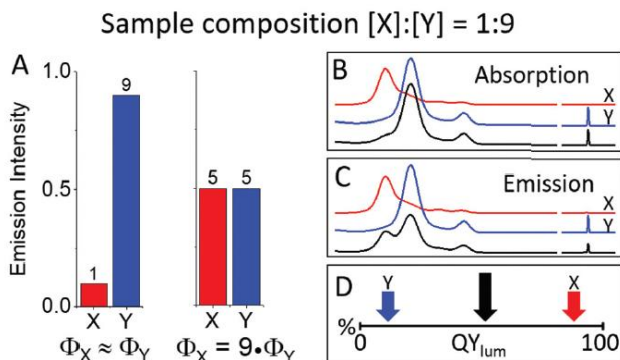 Sample composition [X]:[Y] = 1:9
A
Emission Intensity
1.0
0.5
0.0
1
9
X
Y
ΦX ≈ ΦY
5
5
X
Y
ΦX = 9•ΦY
B
Absorption
X
Y
C
Emission
X
Y
D
Y
X
%
0
QYlum
100